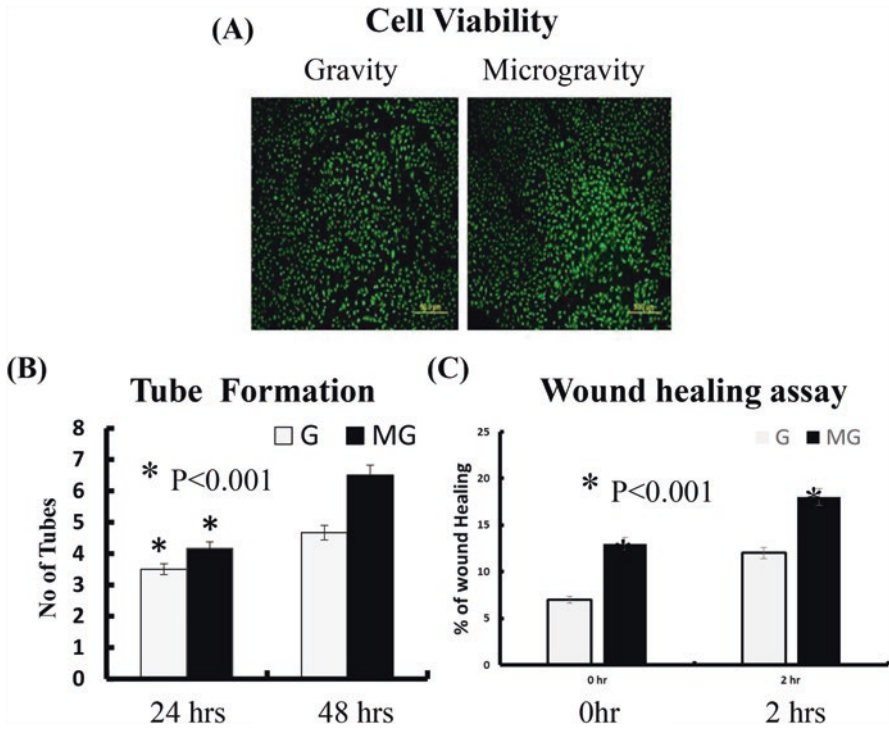 (A) Cell Viability
Gravity Microgravity
(B) Tube Formation
No of Tubes
8
7
6
5
4
3
2
1
0
G MG
* P<0.001
* *
24 hrs 48 hrs
(C) Wound healing assay
% of wound Healing
25
20
15
10
5
0
G MG
* P<0.001
* *
0 hr 2 hr
0hr 2 hrs